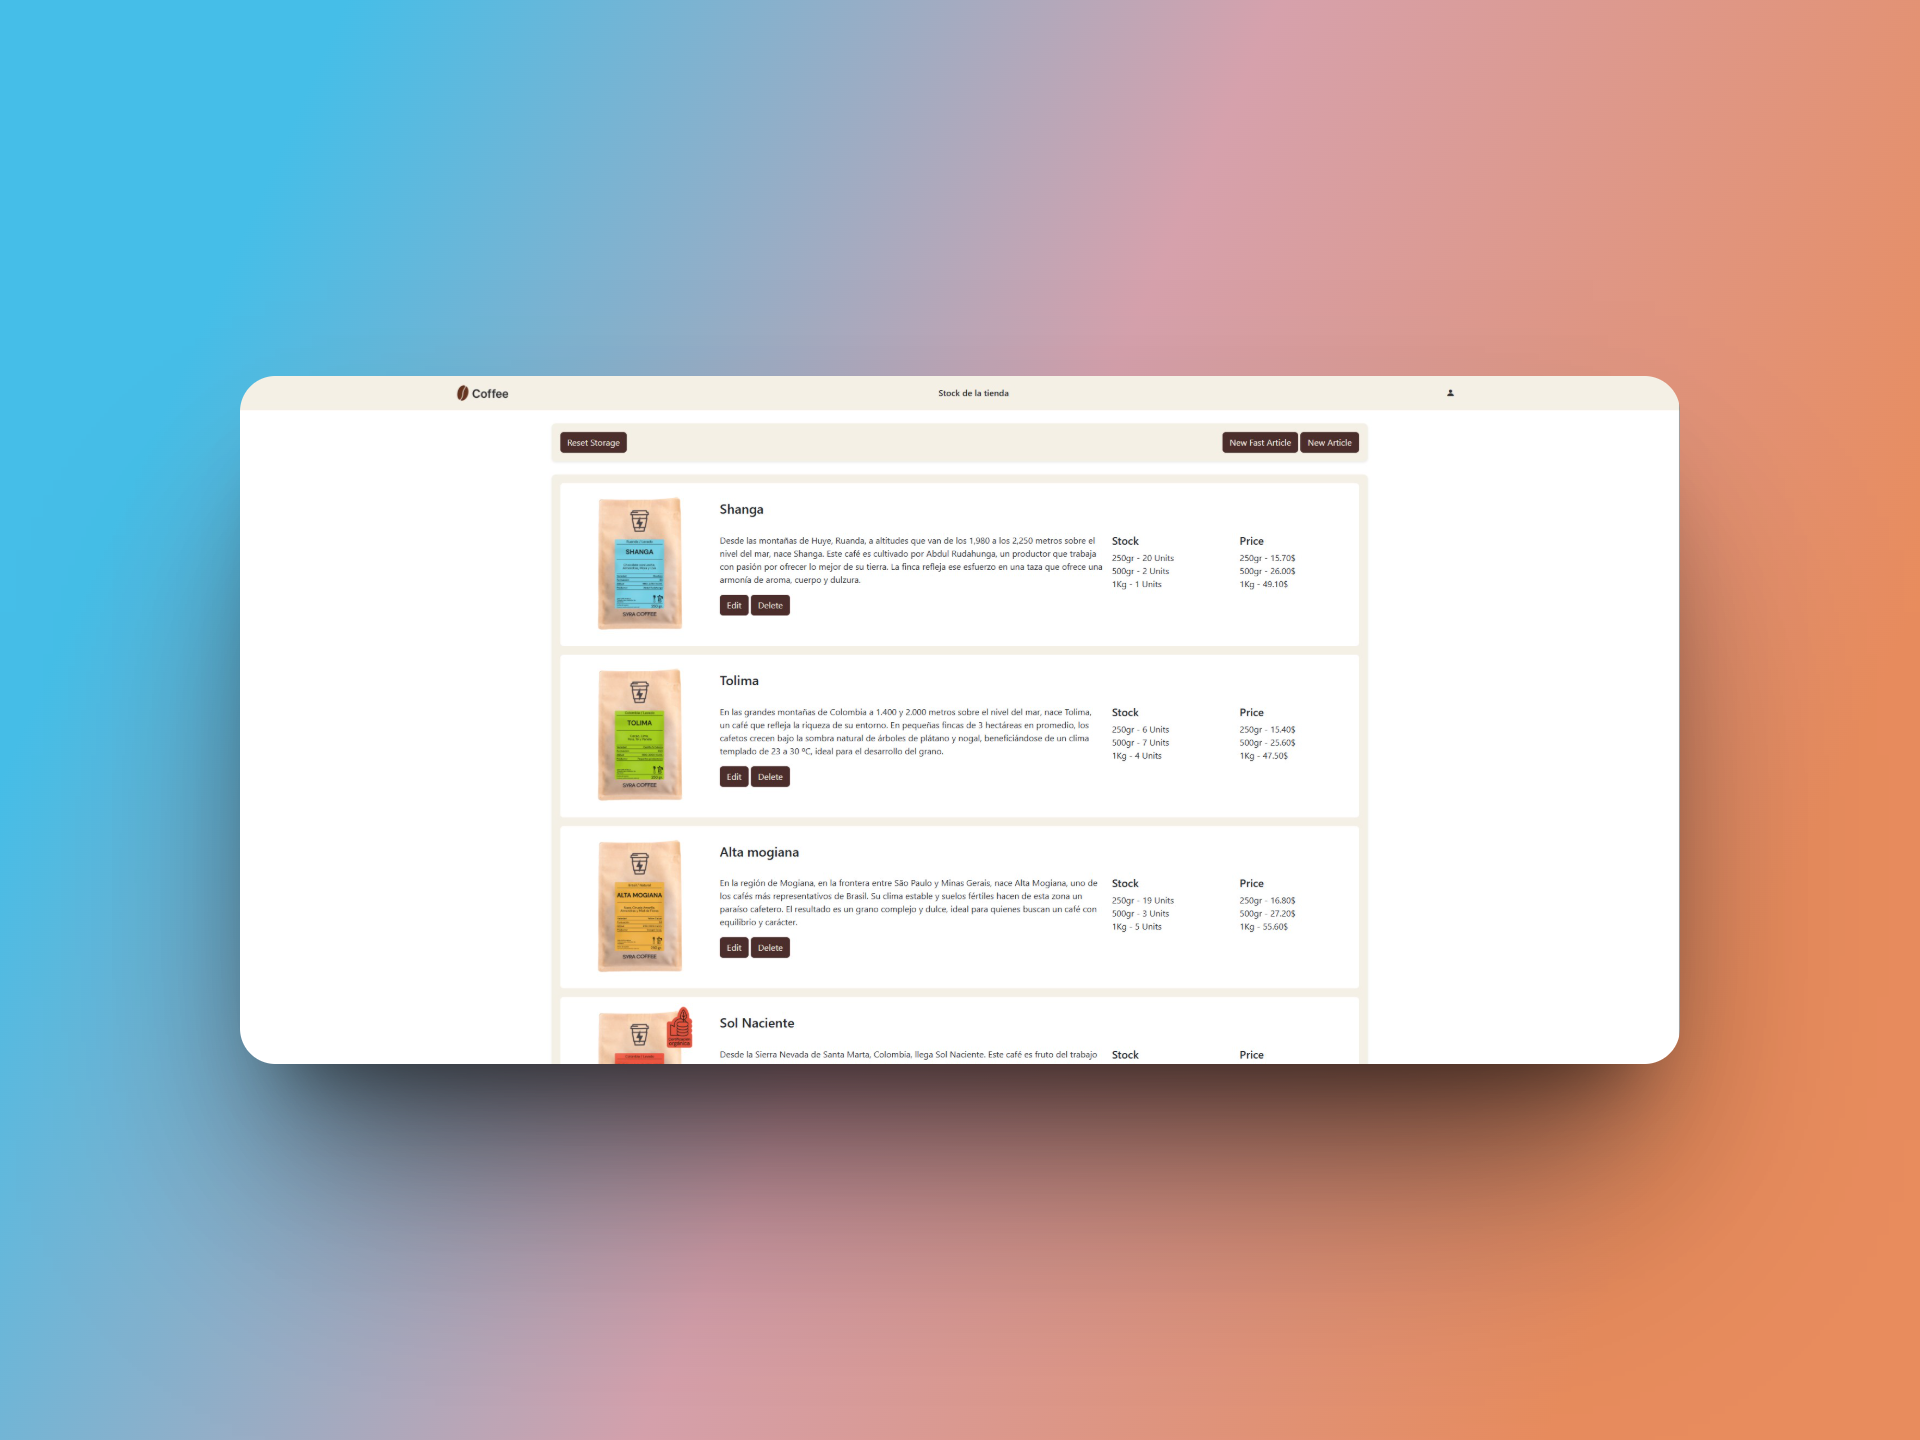 Coffee
Stock de la tienda
Reset Storage
New Fast Article
New Article
SHANGA
SYRA COFFEE
Shanga
Desde las montañas de Huye, Ruanda, a altitudes que van de los 1,980 a los 2,250 metros sobre el
nivel del mar, nace Shanga. Este café es cultivado por Abdul Rudahunga, un productor que trabaja
con pasión por ofrecer lo mejor de su tierra. La finca refleja ese esfuerzo en una taza que ofrece una
armonía de aroma, cuerpo y dulzura.
Edit
Delete
Stock
250gr - 20 Units
500gr - 2 Units
1Kg - 1 Units
Price
250gr - 15.70$
500gr - 26.00$
1Kg - 49.10$
TOLIMA
SYRA COFFEE
Tolima
En las grandes montañas de Colombia a 1.400 y 2.000 metros sobre el nivel del mar, nace Tolima,
un café que refleja la riqueza de su entorno. En pequeñas fincas de 3 hectáreas en promedio, los
cafetos crecen bajo la sombra natural de árboles de plátano y nogal, beneficiándose de un clima
templado de 23 a 30 ºC, ideal para el desarrollo del grano.
Edit
Delete
Stock
250gr - 6 Units
500gr - 7 Units
1Kg - 4 Units
Price
250gr - 15.40$
500gr - 25.60$
1Kg - 47.50$
ALTA MOGIANA
SYRA COFFEE
Alta mogiana
En la región de Mogiana, en la frontera entre São Paulo y Minas Gerais, nace Alta Mogiana, uno de
los cafés más representativos de Brasil. Su clima estable y suelos fértiles hacen de esta zona un
paraíso cafetero. El resultado es un grano complejo y dulce, ideal para quienes buscan un café con
equilibrio y carácter.
Edit
Delete
Stock
250gr - 19 Units
500gr - 3 Units
1Kg - 5 Units
Price
250gr - 16.80$
500gr - 27.20$
1Kg - 55.60$
Sol Naciente
Desde la Sierra Nevada de Santa Marta, Colombia, llega Sol Naciente. Este café es fruto del trabajo
Stock
Price